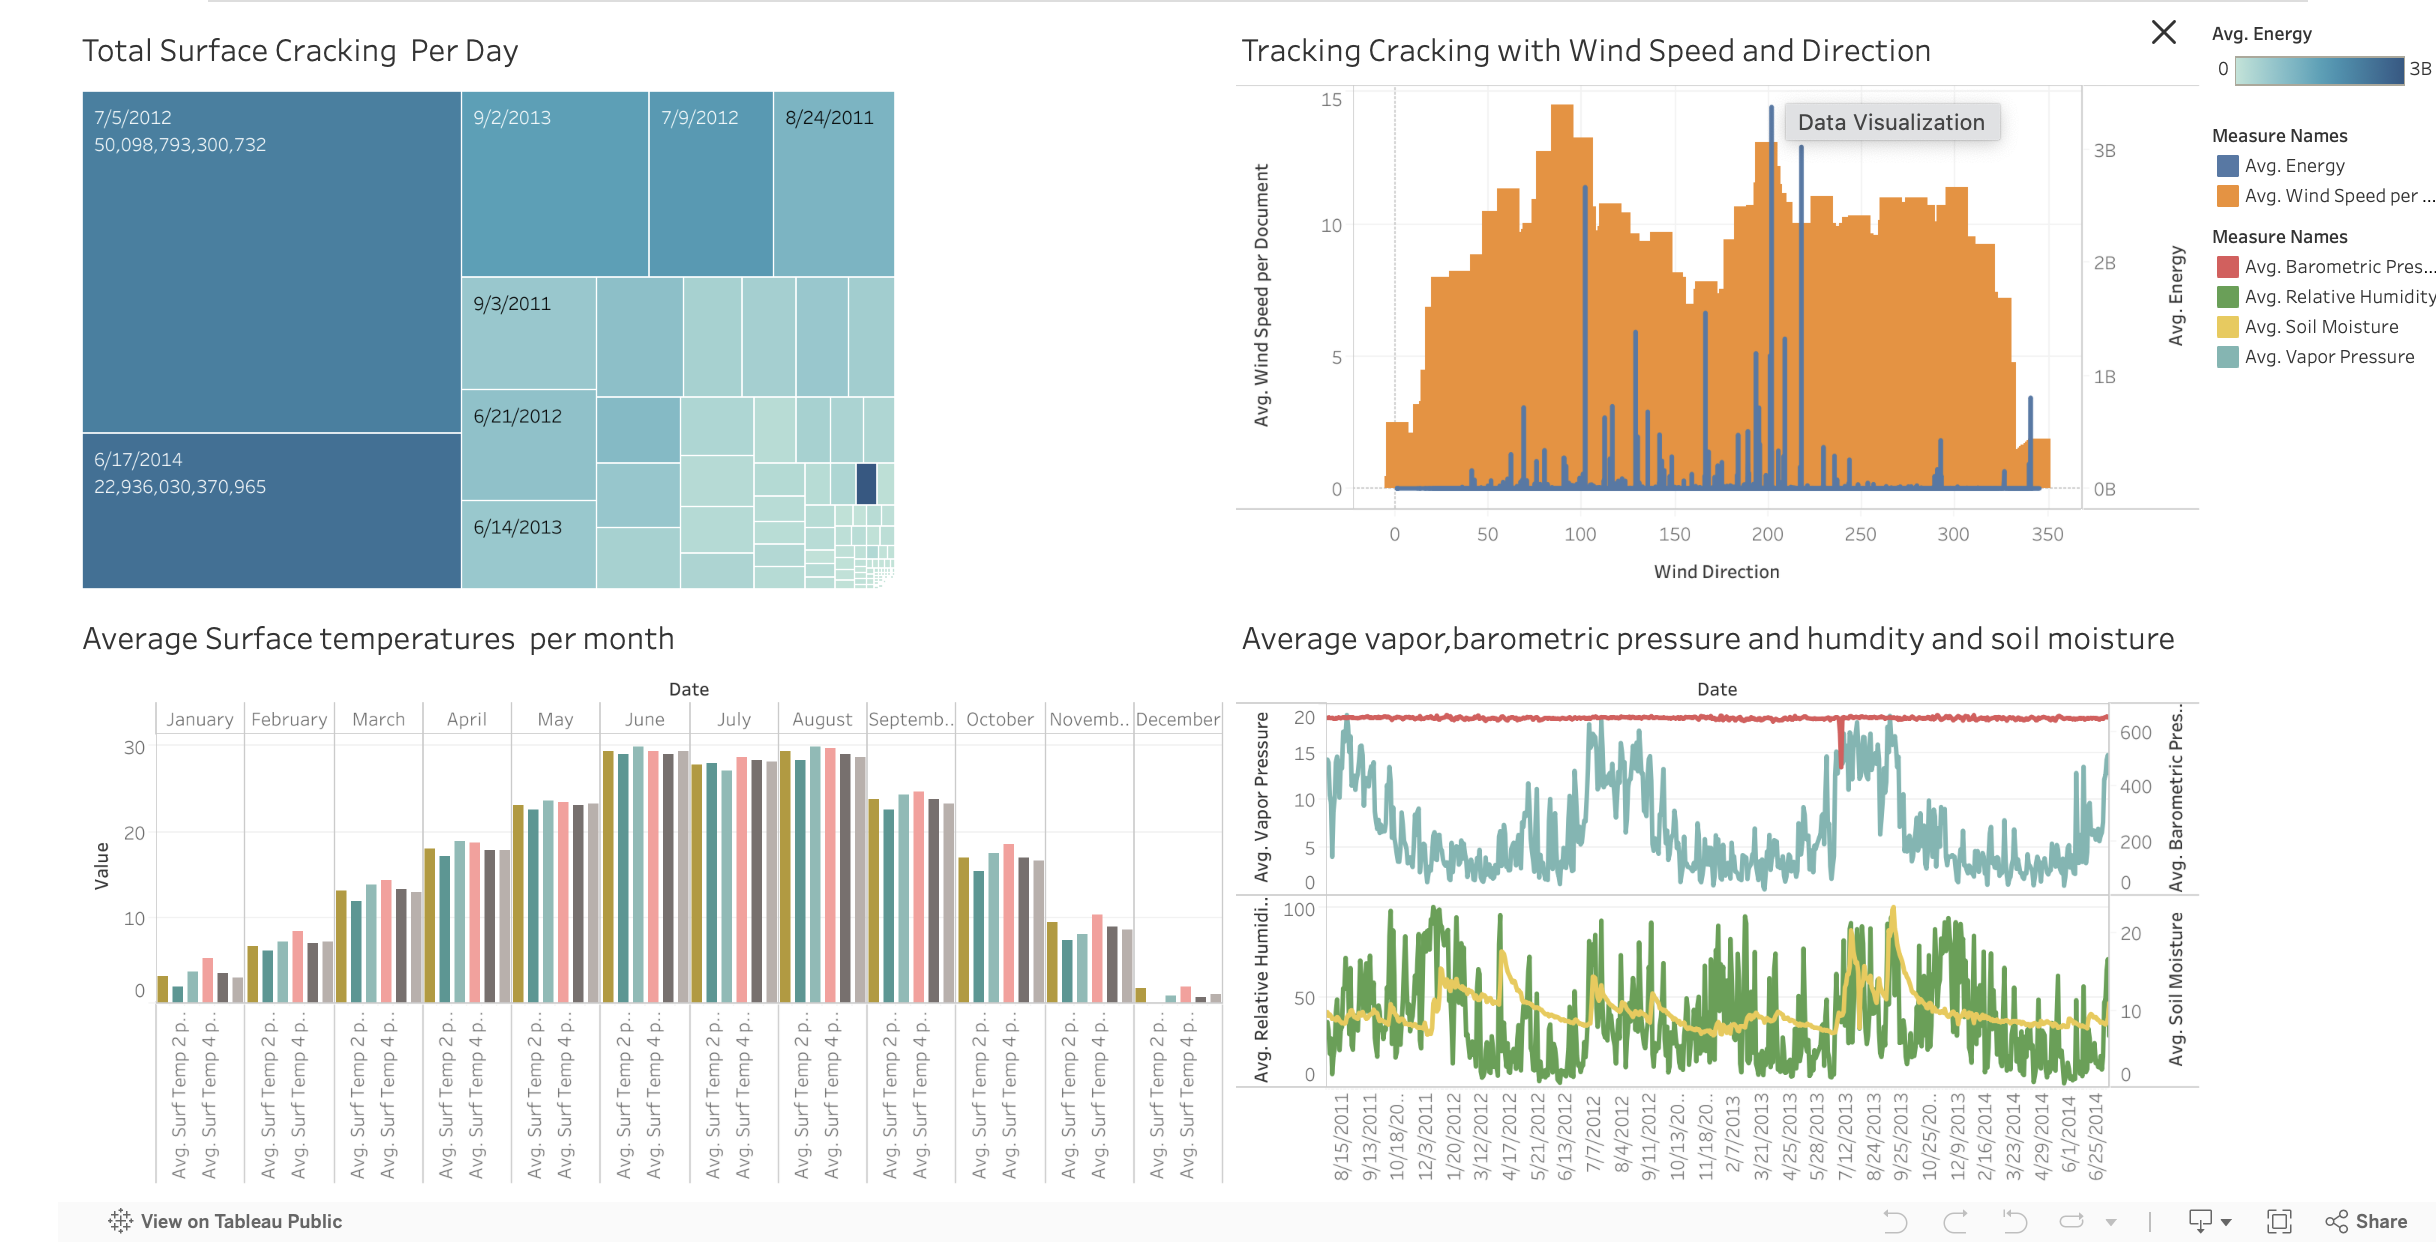 Total Surface Cracking Per Day
7/5/2012
50,098,793,300,732
9/2/2013
7/9/2012
8/24/2011
9/3/2011
6/21/2012
6/14/2013
6/17/2014
22,936,030,370,965
Tracking Cracking with Wind Speed and Direction
Data Visualization
Avg. Wind Speed per Document
15
10
5
0
3B
2B
1B
0B
Avg. Energy
0 50 100 150 200 250 300 350
Wind Direction
Avg. Energy
0 3B
Measure Names
Avg. Energy
Avg. Wind Speed per ...
Measure Names
Avg. Barometric Pres...
Avg. Relative Humidity
Avg. Soil Moisture
Avg. Vapor Pressure
Average Surface temperatures per month
Date
January February March April May June July August Septemb.. October Novemb.. December
Value
30
20
10
0
Avg. Surf Temp 2 p..
Avg. Surf Temp 4 p..
Avg. Surf Temp 2 p..
Avg. Surf Temp 4 p..
Avg. Surf Temp 2 p..
Avg. Surf Temp 4 p..
Avg. Surf Temp 2 p..
Avg. Surf Temp 4 p..
Avg. Surf Temp 2 p..
Avg. Surf Temp 4 p..
Avg. Surf Temp 2 p..
Avg. Surf Temp 4 p..
Avg. Surf Temp 2 p..
Avg. Surf Temp 4 p..
Avg. Surf Temp 2 p..
Avg. Surf Temp 4 p..
Avg. Surf Temp 2 p..
Avg. Surf Temp 4 p..
Avg. Surf Temp 2 p..
Avg. Surf Temp 4 p..
Avg. Surf Temp 2 p..
Avg. Surf Temp 4 p..
Avg. Surf Temp 2 p..
Avg. Surf Temp 4 p..
Average vapor,barometric pressure and humdity and soil moisture
Date
Avg. Vapor Pressure
20
15
10
5
0
600
400
200
0
Avg. Barometric Pres..
Avg. Relative Humidi..
100
50
0
20
10
0
Avg. Soil Moisture
8/15/2011
9/13/2011
10/18/20..
12/3/2011
1/20/2012
3/12/2012
4/17/2012
5/21/2012
6/13/2012
7/7/2012
8/4/2012
9/11/2012
10/13/20..
11/18/20..
2/7/2013
3/21/2013
4/25/2013
5/28/2013
7/12/2013
8/24/2013
9/25/2013
10/25/20..
12/9/2013
2/16/2014
3/23/2014
4/29/2014
6/1/2014
6/25/2014
View on Tableau Public
Share